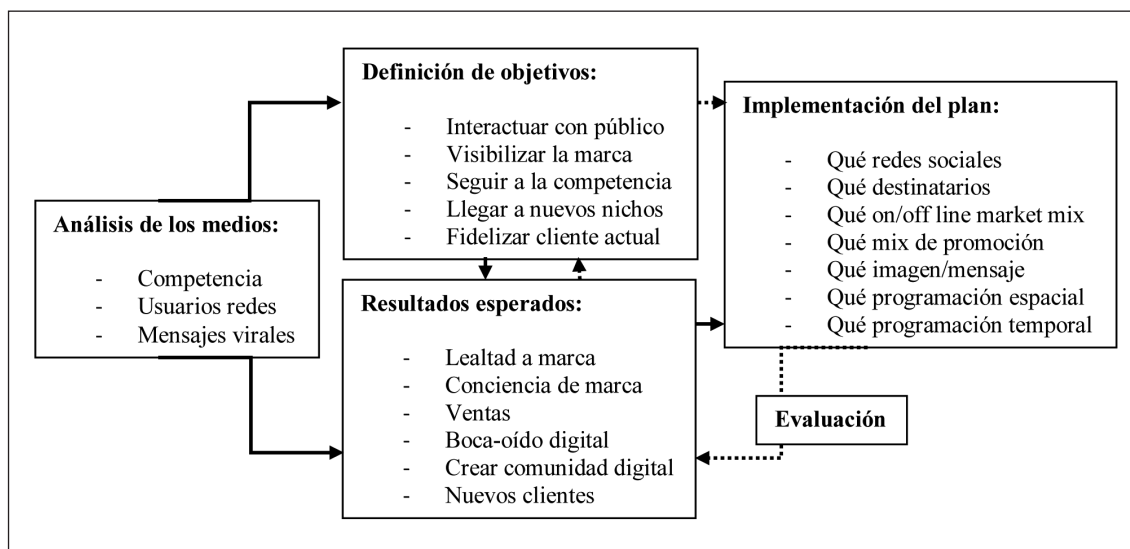 Definición de objetivos:
- Interactuar con público
- Visibilizar la marca
- Seguir a la competencia
- Llegar a nuevos nichos
- Fidelizar cliente actual
Implementación del plan:
- Qué redes sociales
- Qué destinatarios
- Qué on/off line market mix
- Qué mix de promoción
- Qué imagen/mensaje
- Qué programación espacial
- Qué programación temporal
Análisis de los medios:
- Competencia
- Usuarios redes
- Mensajes virales
Resultados esperados:
- Lealtad a marca
- Conciencia de marca
- Ventas
- Boca-oído digital
- Crear comunidad digital
- Nuevos clientes
Evaluación